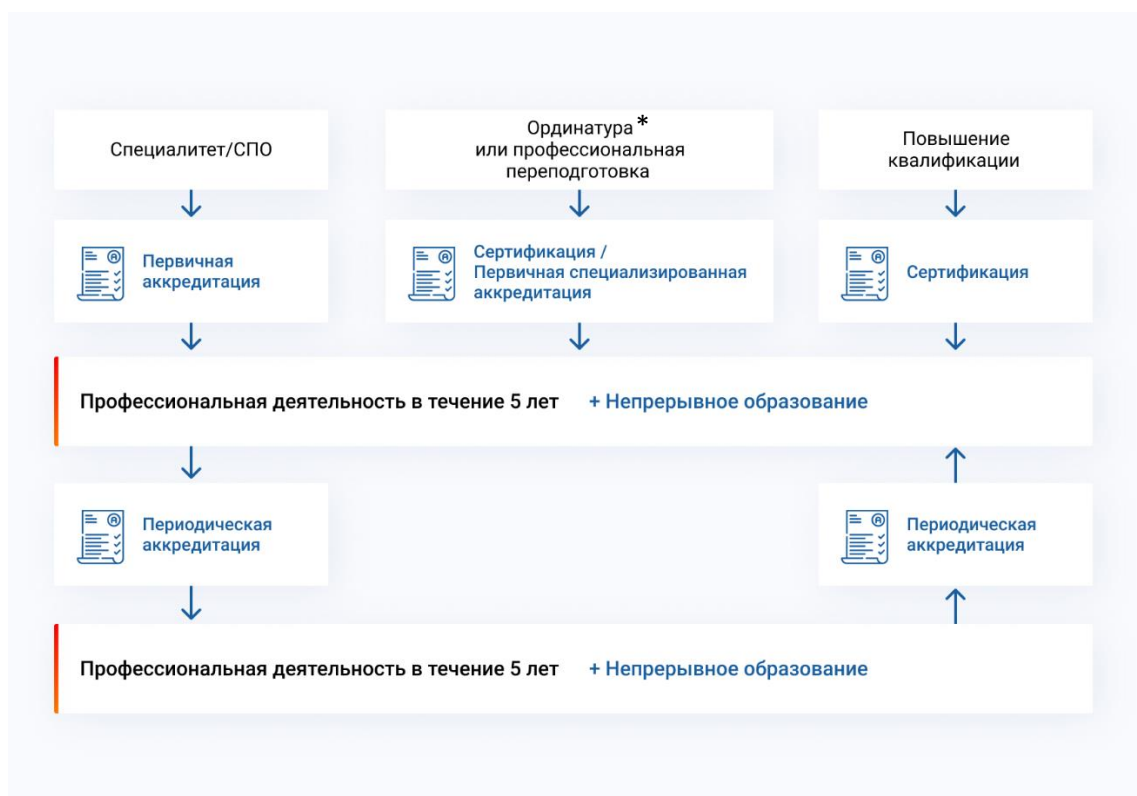 Специалитет/СПО
Ординатура*
или профессиональная
переподготовка
Повышение
квалификации
Первичная
аккредитация
Сертификация /
Первичная специализированная
аккредитация
Сертификация
Профессиональная деятельность в течение 5 лет + Непрерывное образование
Периодическая
аккредитация
Периодическая
аккредитация
Профессиональная деятельность в течение 5 лет + Непрерывное образование